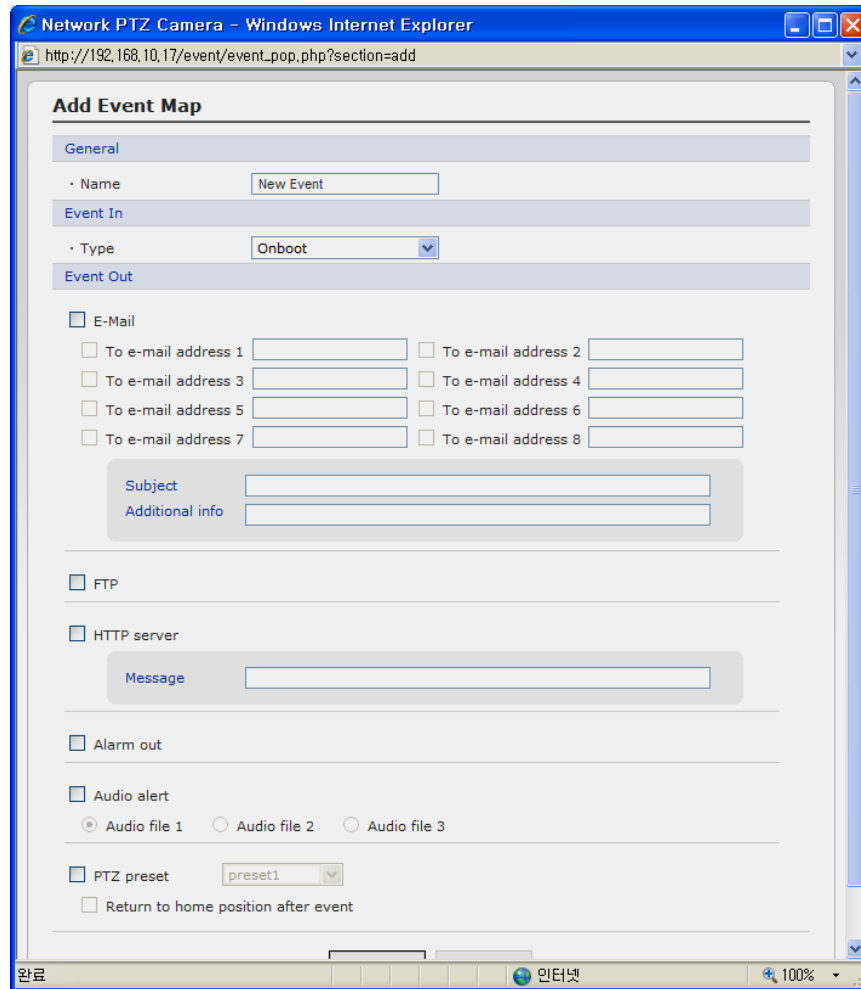 Network PTZ Camera - Windows Internet Explorer
http://192.168.10.17/event/event_pop.php?section=add
Add Event Map
General
· Name New Event
Event In
· Type Onboot
Event Out
E-Mail
To e-mail address 1 To e-mail address 2
To e-mail address 3 To e-mail address 4
To e-mail address 5 To e-mail address 6
To e-mail address 7 To e-mail address 8
Subject
Additional info
FTP
HTTP server
Message
Alarm out
Audio alert
Audio file 1 Audio file 2 Audio file 3
PTZ preset preset1
Return to home position after event
완료 인터넷 100%